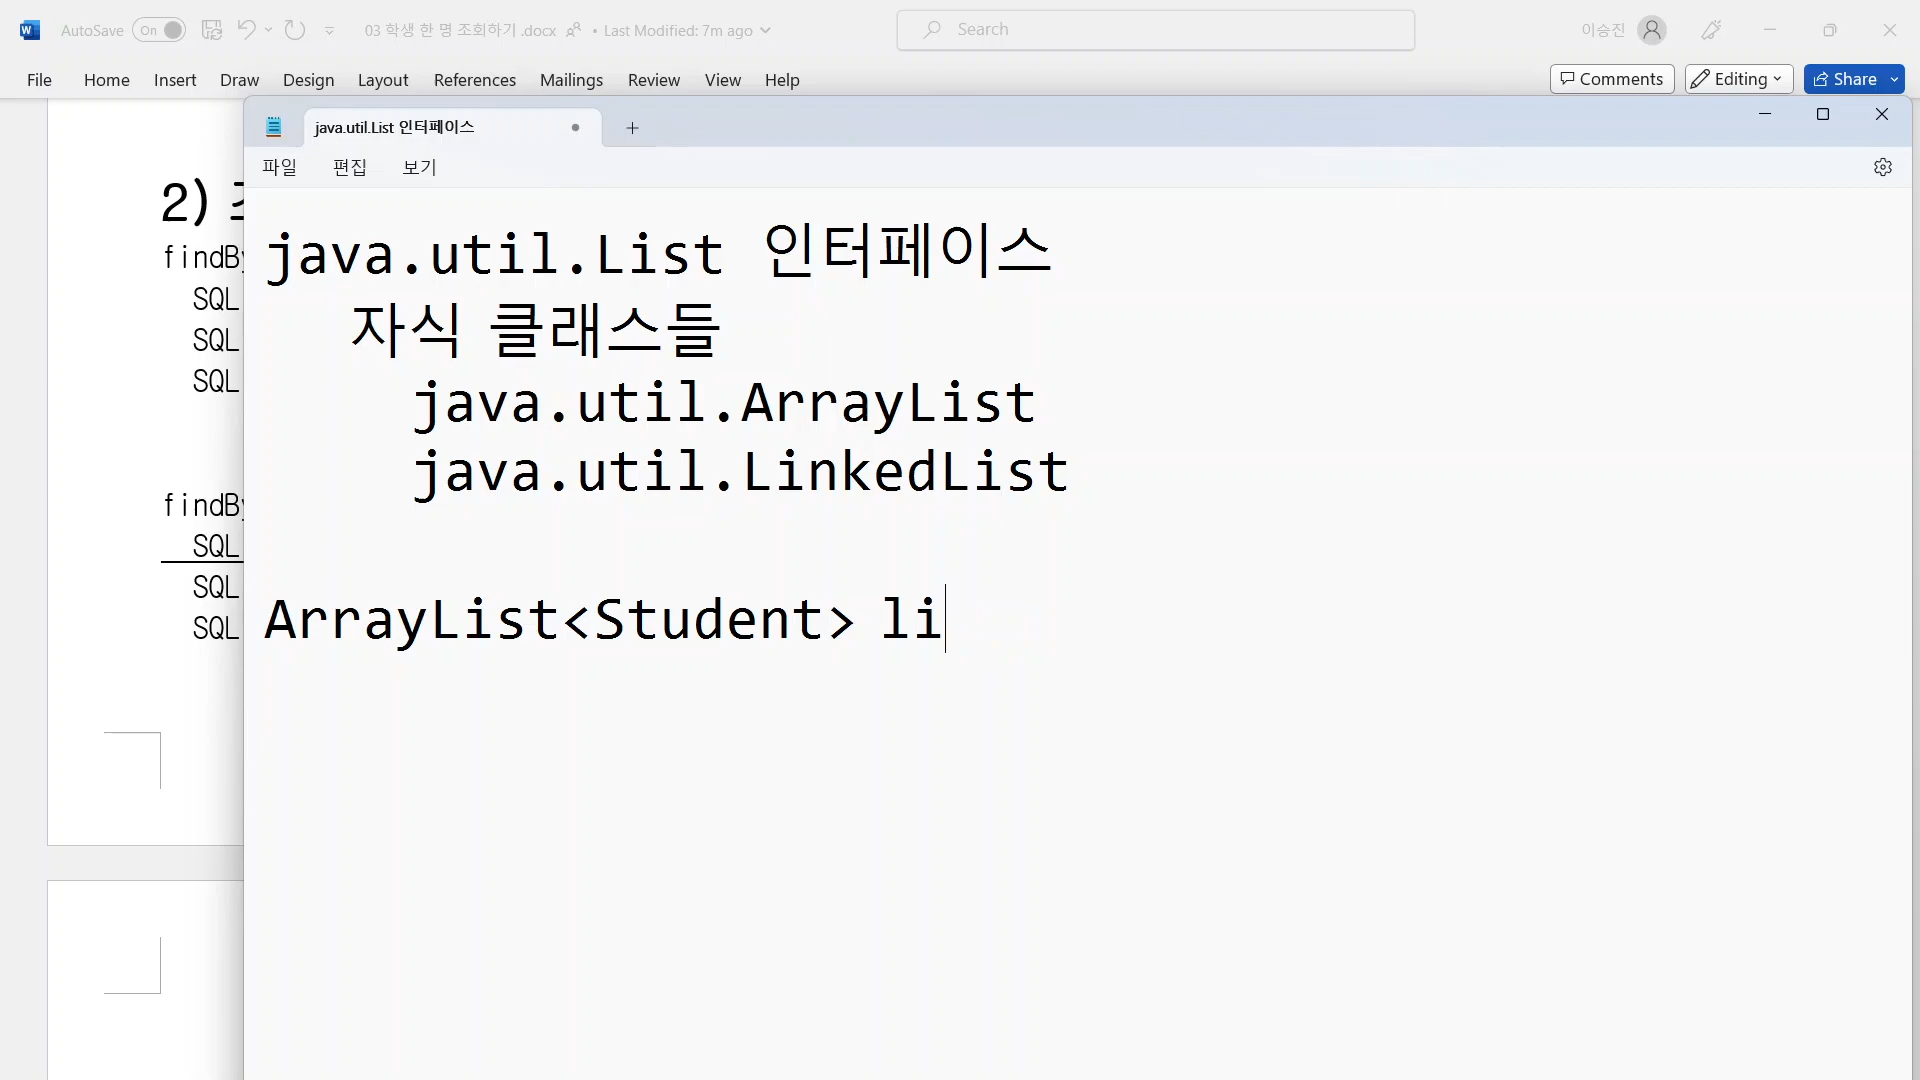 AutoSave On 03 학생 한 명 조회하기 .docx • Last Modified: 7m ago Search 이승진
File Home Insert Draw Design Layout References Mailings Review View Help Comments Editing Share
java.util.List 인터페이스
파일 편집 보기
2)
findBy
SQL
SQL
SQL
findBy
SQL
SQL
SQL
java.util.List 인터페이스
자식 클래스들
java.util.ArrayList
java.util.LinkedList
ArrayList<Student> li